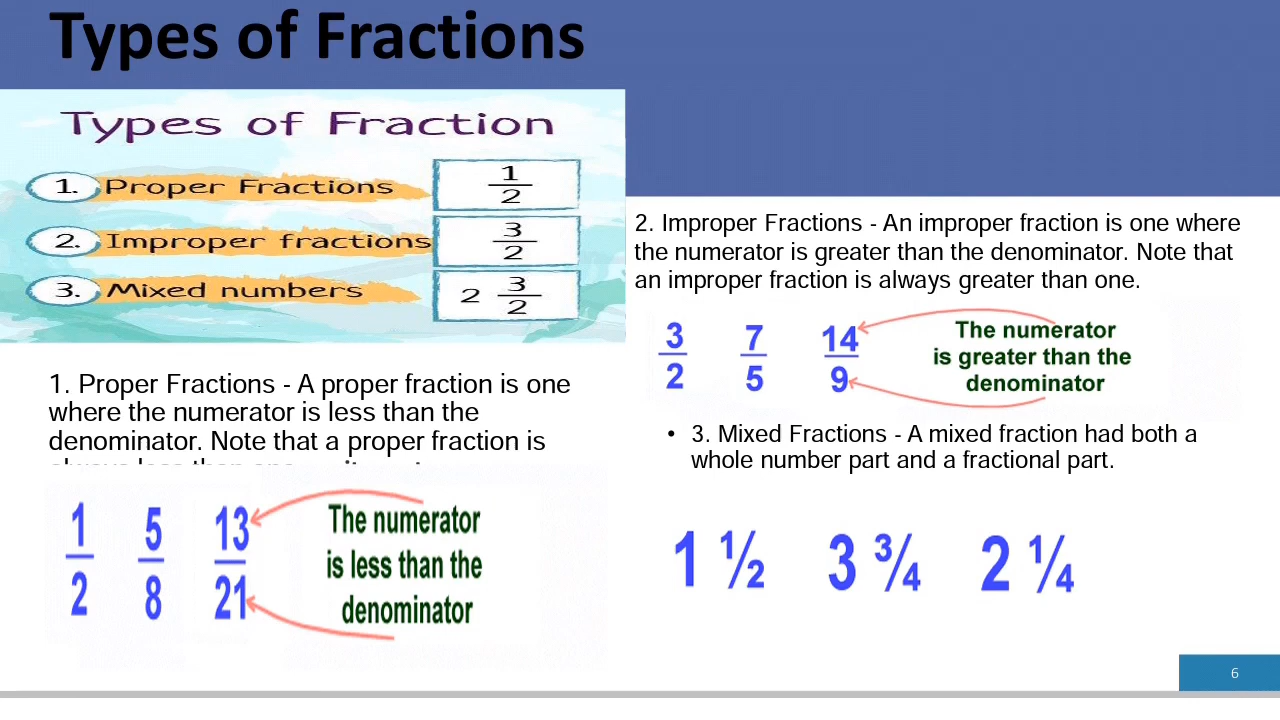 Types of Fractions
Types of Fraction
1. Proper Fractions 1/2
2. Improper fractions 3/2
3. Mixed numbers 2 3/2
1. Proper Fractions - A proper fraction is one
where the numerator is less than the
denominator. Note that a proper fraction is
always less than one
1/2 5/8 13/21
The numerator
is less than the
denominator
2. Improper Fractions - An improper fraction is one where
the numerator is greater than the denominator. Note that
an improper fraction is always greater than one.
3/2 7/5 14/9
The numerator
is greater than the
denominator
• 3. Mixed Fractions - A mixed fraction had both a
whole number part and a fractional part.
1 ½ 3 ¾ 2 ¼
6